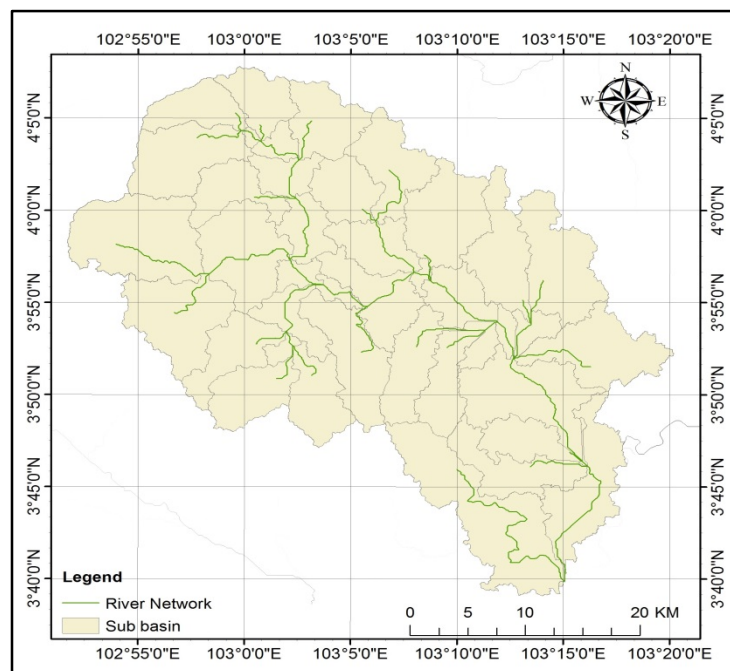 102°55'0"E 103°0'0"E 103°5'0"E 103°10'0"E 103°15'0"E 103°20'0"E
N
W E
S
4°5'0"N 4°5'0"N
4°0'0"N 4°0'0"N
3°55'0"N 3°55'0"N
3°50'0"N 3°50'0"N
3°45'0"N 3°45'0"N
3°40'0"N 3°40'0"N
Legend
River Network
Sub basin
0 5 10 20 KM
102°55'0"E 103°0'0"E 103°5'0"E 103°10'0"E 103°15'0"E 103°20'0"E